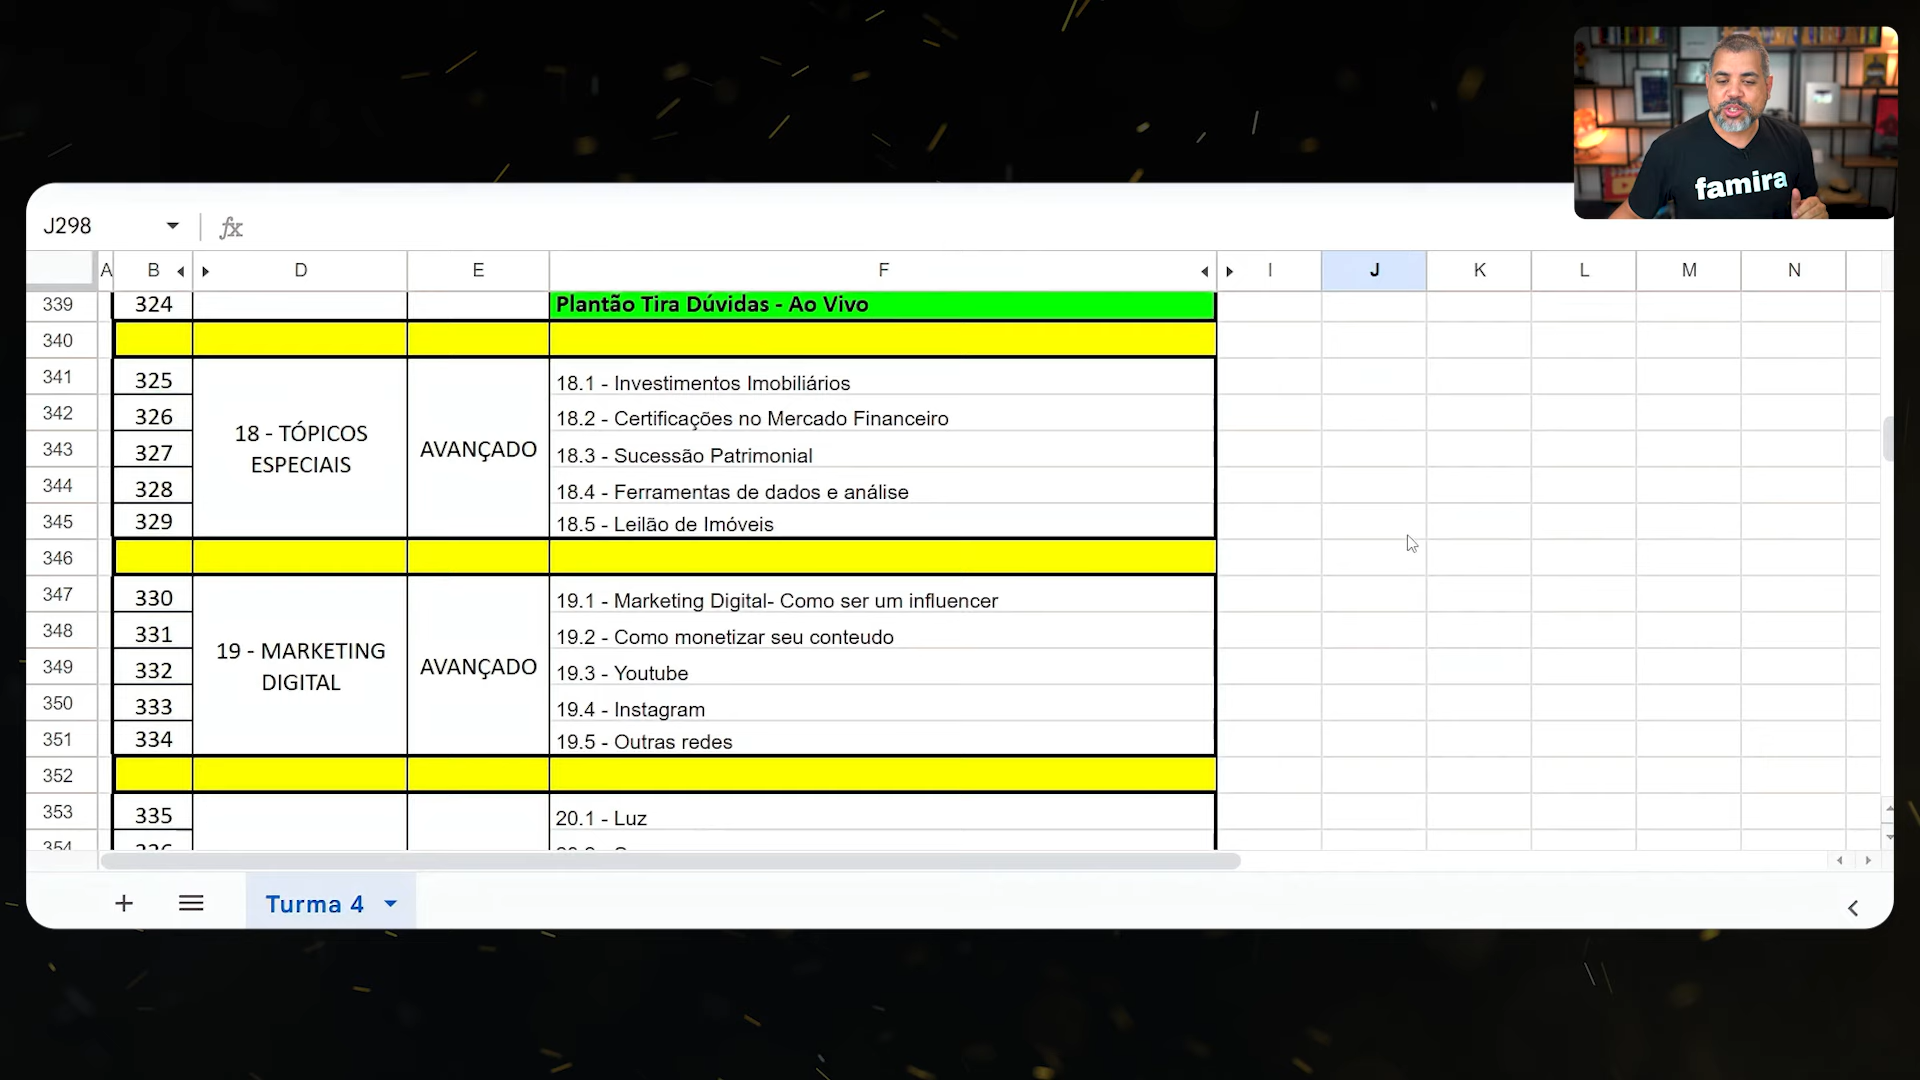 famira
J298 fx
A B D E F I J K L M N
339 324 Plantão Tira Dúvidas - Ao Vivo
340
341 325 18.1 - Investimentos Imobiliários
342 326 18.2 - Certificações no Mercado Financeiro
18 - TÓPICOS ESPECIAIS
AVANÇADO
343 327 18.3 - Sucessão Patrimonial
344 328 18.4 - Ferramentas de dados e análise
345 329 18.5 - Leilão de Imóveis
346
347 330 19.1 - Marketing Digital- Como ser um influencer
348 331 19.2 - Como monetizar seu conteudo
19 - MARKETING DIGITAL
AVANÇADO
349 332 19.3 - Youtube
350 333 19.4 - Instagram
351 334 19.5 - Outras redes
352
353 335 20.1 - Luz
354
Turma 4